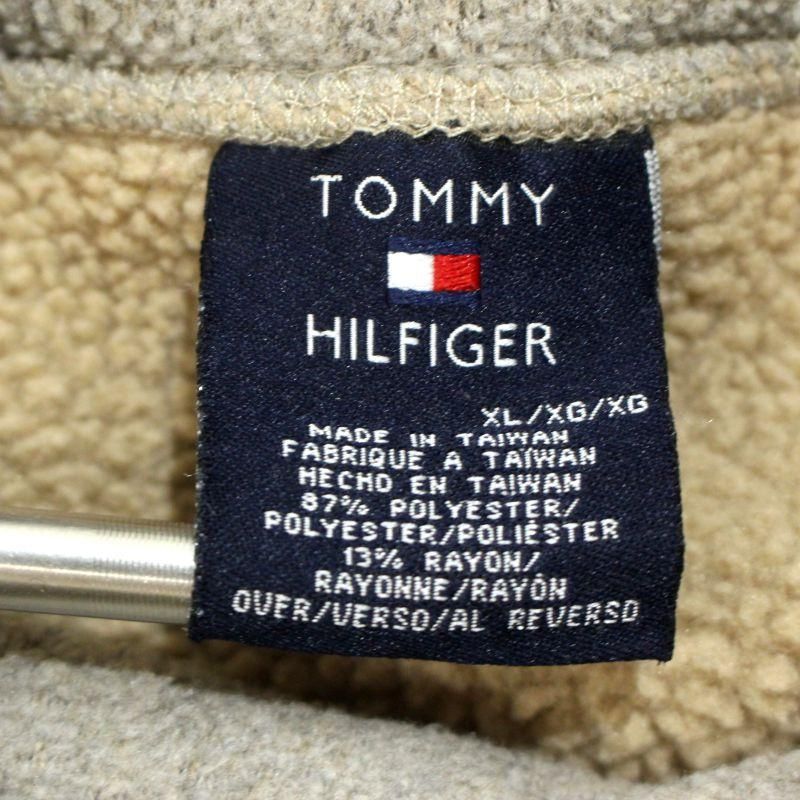 TOMMY
HILFIGER
XL/XG/XG
MADE IN TAIWAN
FABRIQUE A TAÏWAN
HECHO EN TAIWAN
87% POLYESTER/
POLYESTER/POLIÉSTER
13% RAYON/
RAYONNE/RAYÓN
OVER/VERSO/AL REVERSO